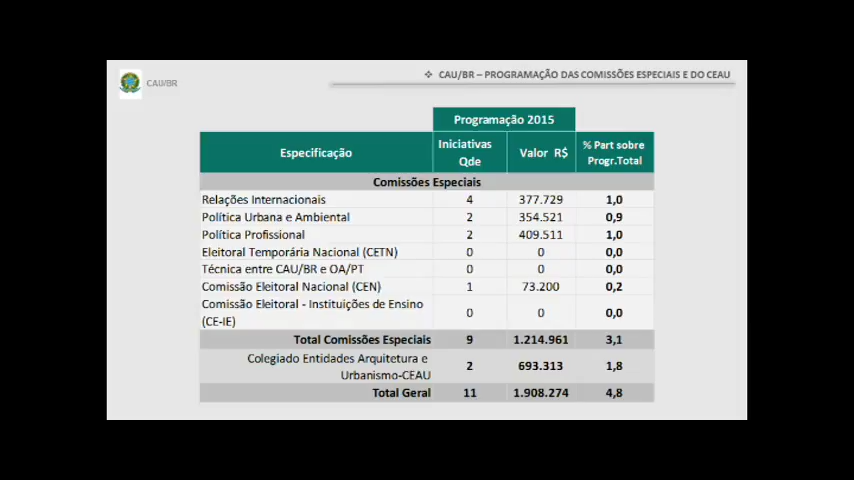 CAU/BR
❖ CAU/BR – PROGRAMAÇÃO DAS COMISSÕES ESPECIAIS E DO CEAU
Programação 2015
Especificação Iniciativas Qde Valor R$ % Part sobre Progr.Total
Comissões Especiais
Relações Internacionais 4 377.729 1,0
Política Urbana e Ambiental 2 354.521 0,9
Política Profissional 2 409.511 1,0
Eleitoral Temporária Nacional (CETN) 0 0 0,0
Técnica entre CAU/BR e OA/PT 0 0 0,0
Comissão Eleitoral Nacional (CEN) 1 73.200 0,2
Comissão Eleitoral - Instituições de Ensino
(CE-IE) 0 0 0,0
Total Comissões Especiais 9 1.214.961 3,1
Colegiado Entidades Arquitetura e
Urbanismo-CEAU 2 693.313 1,8
Total Geral 11 1.908.274 4,8